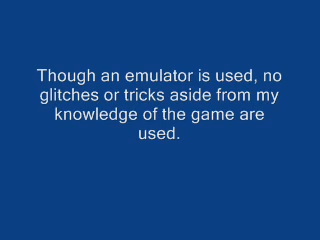 Though an emulator is used, no
glitches or tricks aside from my
knowledge of the game are
used.